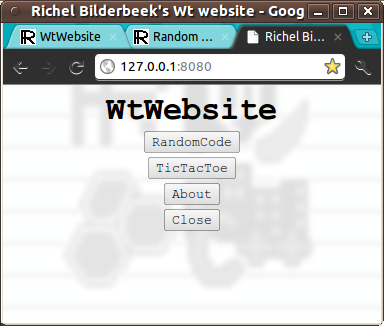 Richel Bilderbeek's Wt website - Goog
WtWebsite
Random ...
Richel Bi...
127.0.0.1:8080
WtWebsite
RandomCode
TicTacToe
About
Close